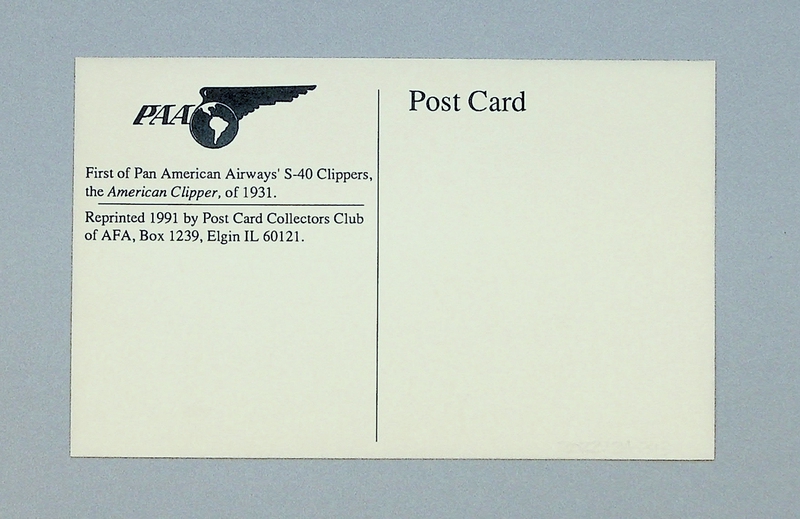 PAA
First of Pan American Airways' S-40 Clippers,
the American Clipper, of 1931.
Reprinted 1991 by Post Card Collectors Club
of AFA, Box 1239, Elgin IL 60121.
Post Card